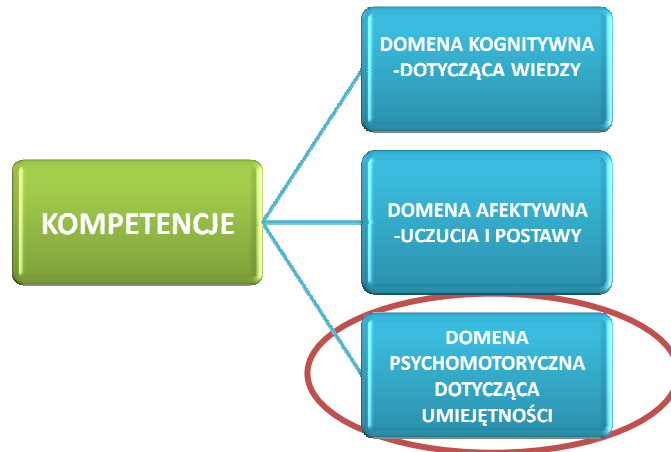 DOMENA KOGNITYWNA
-DOTYCZĄCA WIEDZY
KOMPETENCJE
DOMENA AFEKTYWNA
-UCZUCIA I POSTAWY
DOMENA
PSYCHOMOTORYCZNA
DOTYCZĄCA
UMIEJĘTNOŚCI